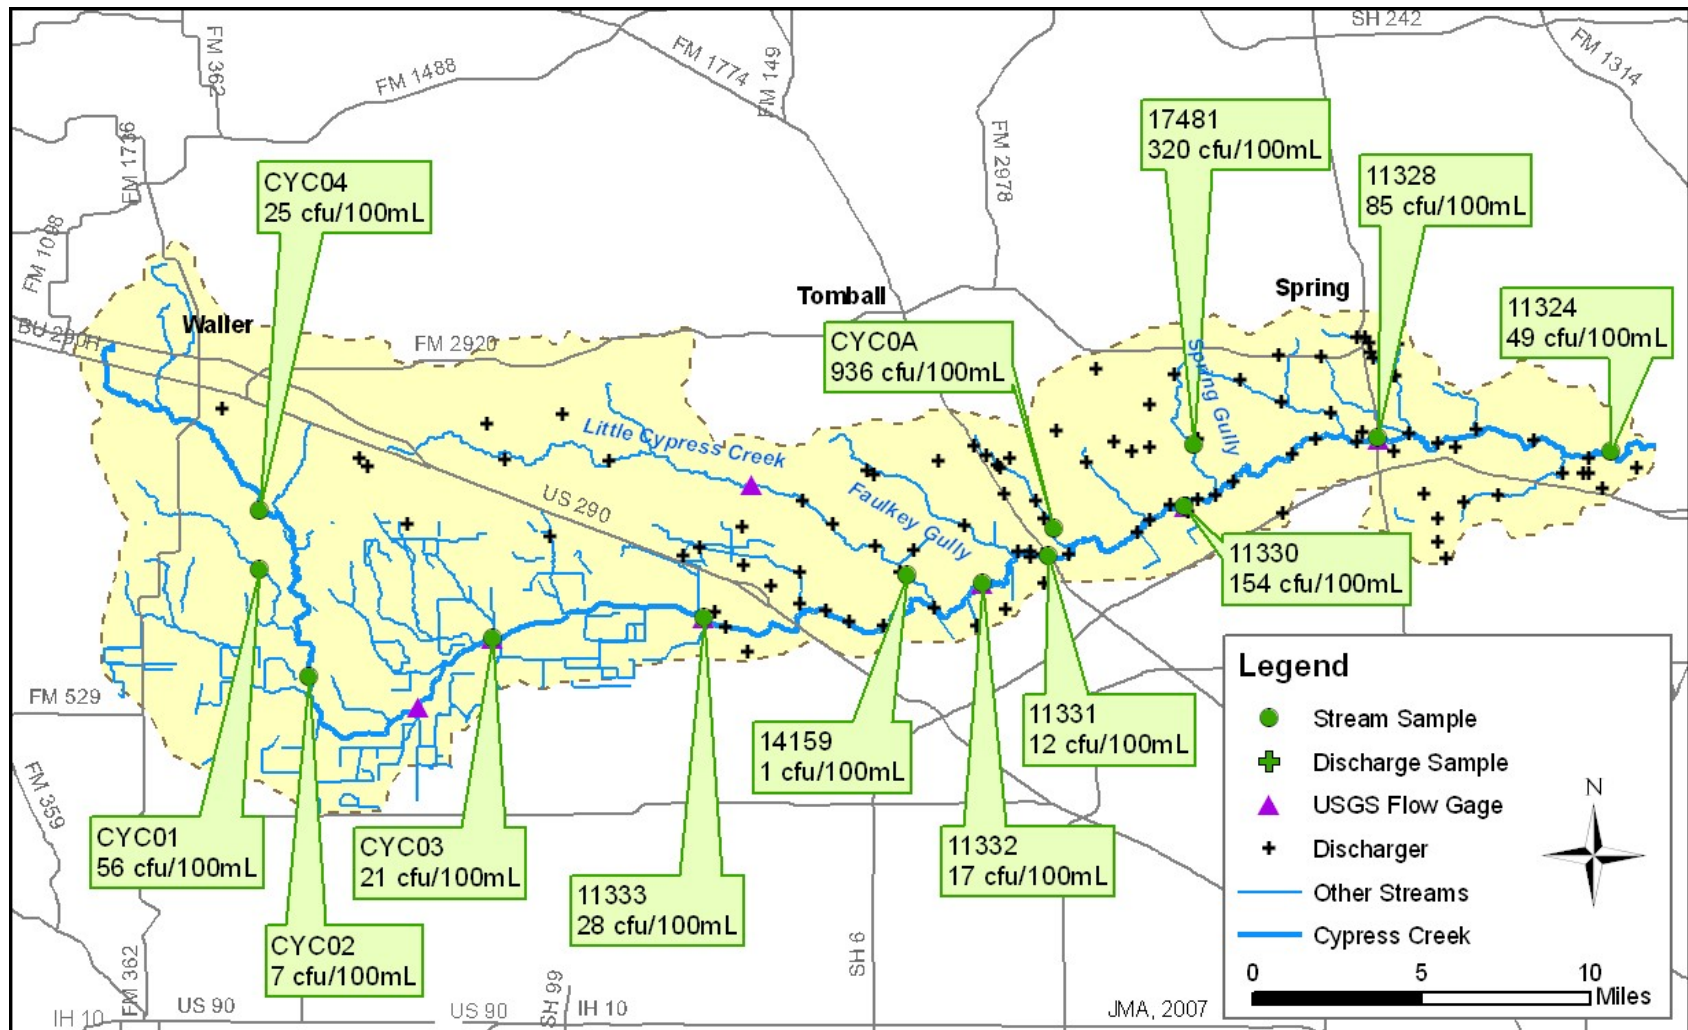 SH 242
FM 362
FM 1488
FM 1774
FM 149
FM 1314
FM 1736
FM 2978
17481
320 cfu/100mL
11328
85 cfu/100mL
CYC04
25 cfu/100mL
FM 1098
Waller
Tomball
Spring
11324
49 cfu/100mL
BU 290H
FM 2920
CYC0A
936 cfu/100mL
Spring Gully
Little Cypress Creek
US 290
Faulkey Gully
11330
154 cfu/100mL
FM 529
FM 359
CYC01
56 cfu/100mL
CYC02
7 cfu/100mL
CYC03
21 cfu/100mL
11333
28 cfu/100mL
14159
1 cfu/100mL
11332
17 cfu/100mL
11331
12 cfu/100mL
Legend
Stream Sample
Discharge Sample
USGS Flow Gage
Discharger
Other Streams
Cypress Creek
N
0 5 10
Miles
FM 362
SH 99
SH 6
IH 10
US 90
US 90
IH 10
JMA, 2007